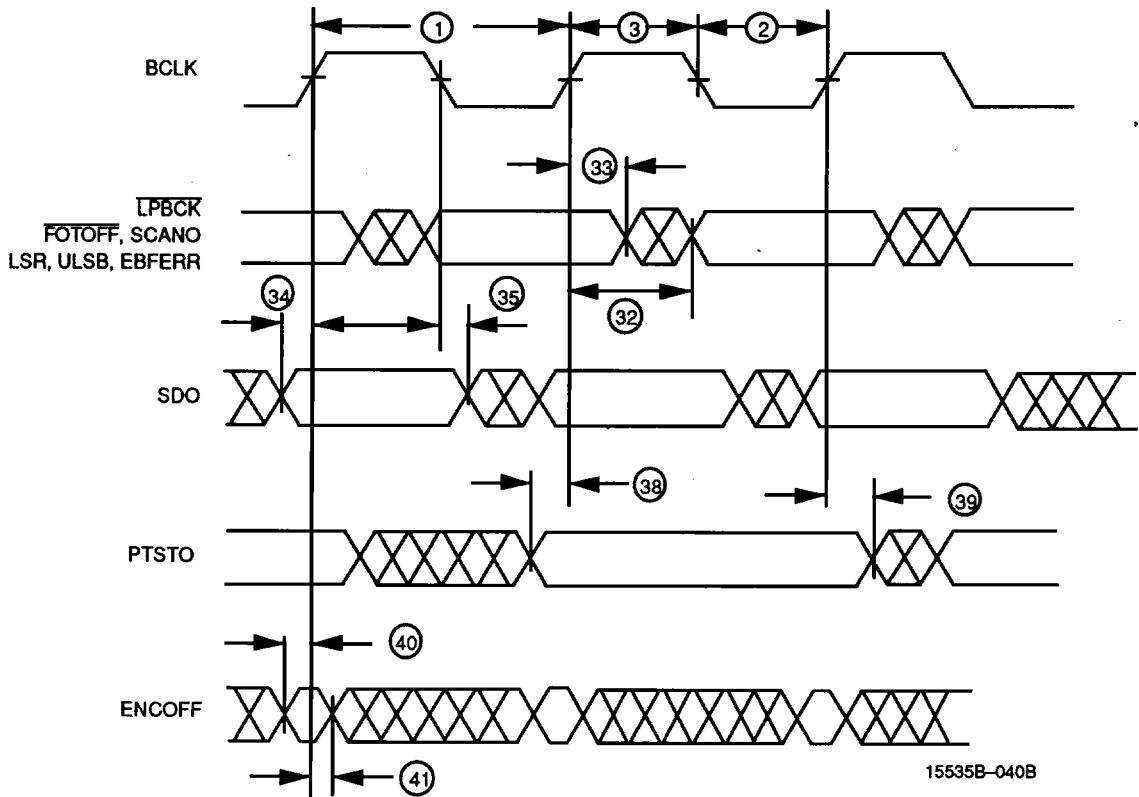 1
3
2
BCLK
33
LPBCK
FOTOFF, SCANO
LSR, ULSB, EBFERR
34
35
32
SDO
38
39
PTSTO
40
ENCOFF
41
15535B–040B